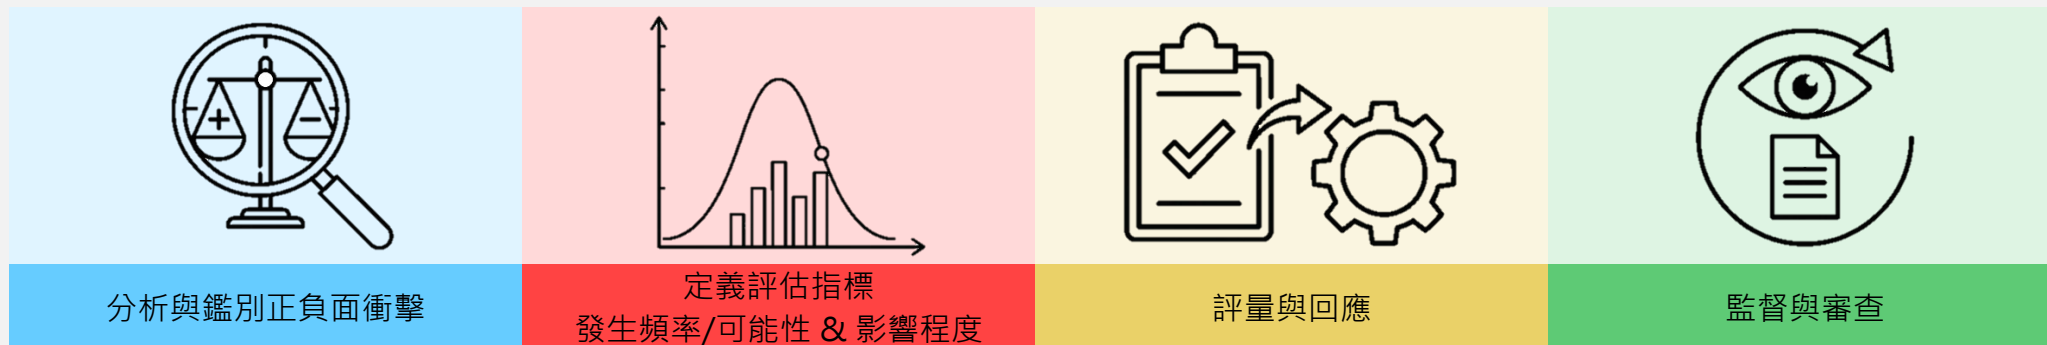 分析與鑑別正負面衝擊
定義評估指標
發生頻率/可能性 & 影響程度
評量與回應
監督與審查